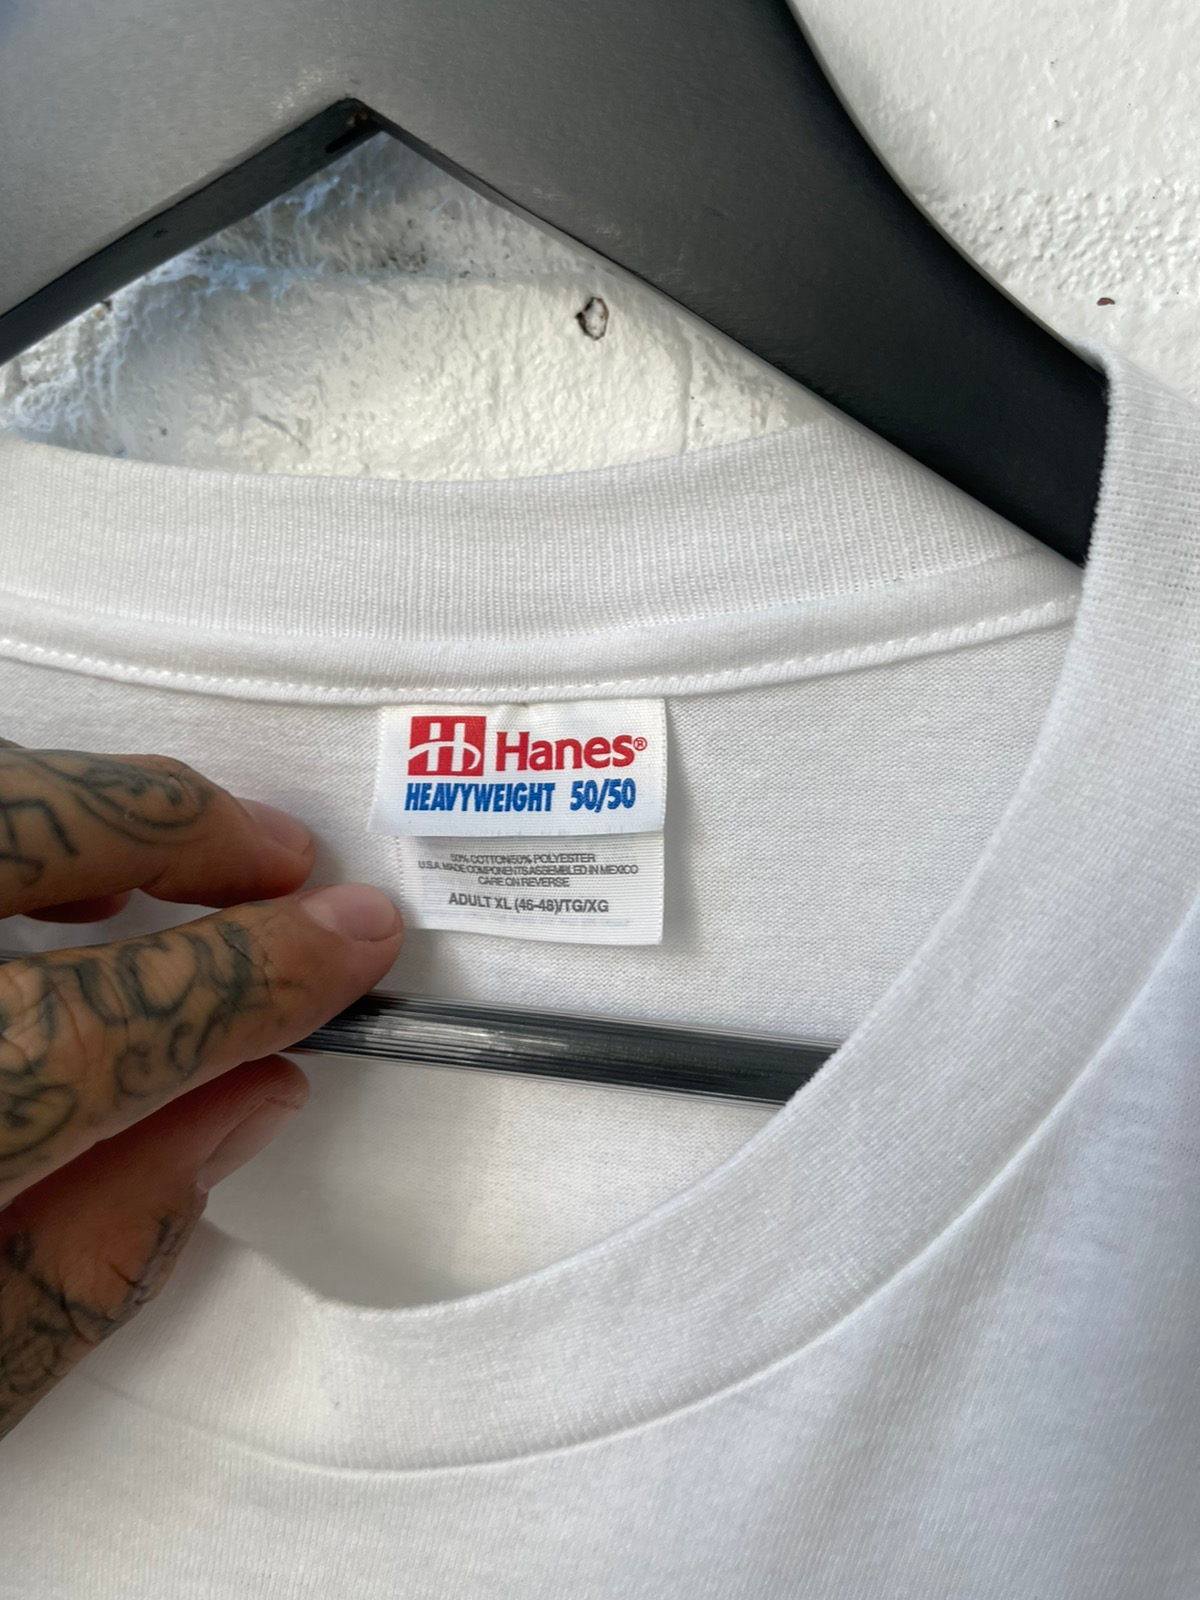 Hanes®
HEAVYWEIGHT 50/50
50% COTTON/50% POLYESTER
U.S.A. MADE COMPONENTS ASSEMBLED IN MEXICO
CARE ON REVERSE
ADULT XL (46-48)/TG/XG